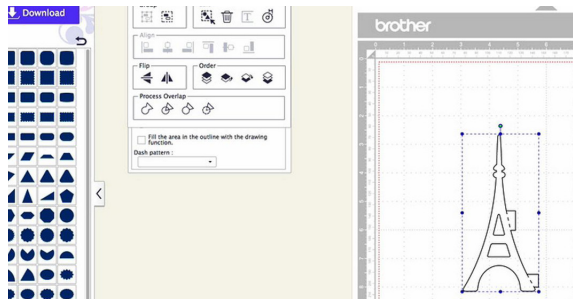 Download
Group
Align
Flip
Order
Process Overlap
Fill the area in the outline with the drawing
function.
Dash pattern :
brother